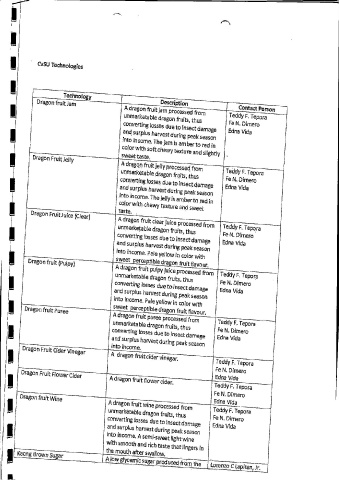 CvSU Technologies
Technology Description Contact Person
Dragon fruit Jam
A dragon fruit jam processed from
unmarketable dragon fruits, thus
converting losses due to insect damage
and surplus harvest during peak season
into income. The jam is amber to red in
color with soft chewy texture and slightly
sweet taste.
Teddy F. Tepora
Fe N. Dimero
Edna Vida
Dragon Fruit Jelly
A dragon fruit jelly processed from
unmarketable dragon fruits, thus
converting losses due to insect damage
and surplus harvest during peak season
into income. The jelly is amber to red in
color with chewy texture and sweet
taste.
Teddy F. Tepora
Fe N. Dimero
Edna Vida
Dragon Fruit Juice (Clear)
A dragon fruit clear juice processed from
unmarketable dragon fruits, thus
converting losses due to insect damage
and surplus harvest during peak season
into income. Pale yellow in color with
sweet perceptible dragon fruit flavour.
Teddy F. Tepora
Fe N. Dimero
Edna Vida
Dragon fruit (Pulpy)
A dragon fruit pulpy juice processed from
unmarketable dragon fruits, thus
converting losses due to insect damage
and surplus harvest during peak season
into income. Pale yellow in color with
sweet perceptible dragon fruit flavour.
Teddy F. Tepora
Fe N. Dimero
Edna Vida
Dragon fruit Puree
A dragon fruit puree processed from
unmarketable dragon fruits, thus
converting losses due to insect damage
and surplus harvest during peak season
into income.
Teddy F. Tepora
Fe N. Dimero
Edna Vida
Dragon Fruit Cider Vinegar
A dragon fruit cider vinegar.
Teddy F. Tepora
Fe N. Dimero
Edna Vida
Dragon Fruit Flower Cider
A dragon fruit flower cider.
Teddy F. Tepora
Fe N. Dimero
Edna Vida
Dragon fruit Wine
A dragon fruit wine processed from
unmarketable dragon fruits, thus
converting losses due to insect damage
and surplus harvest during peak season
into income. A semi-sweet light wine
with smooth and rich taste that lingers in
the mouth after swallow.
Teddy F. Tepora
Fe N. Dimero
Edna Vida
Kaong Brown Sugar
A low glycemic sugar produced from the
Lorenzo C Lapitan, Jr.